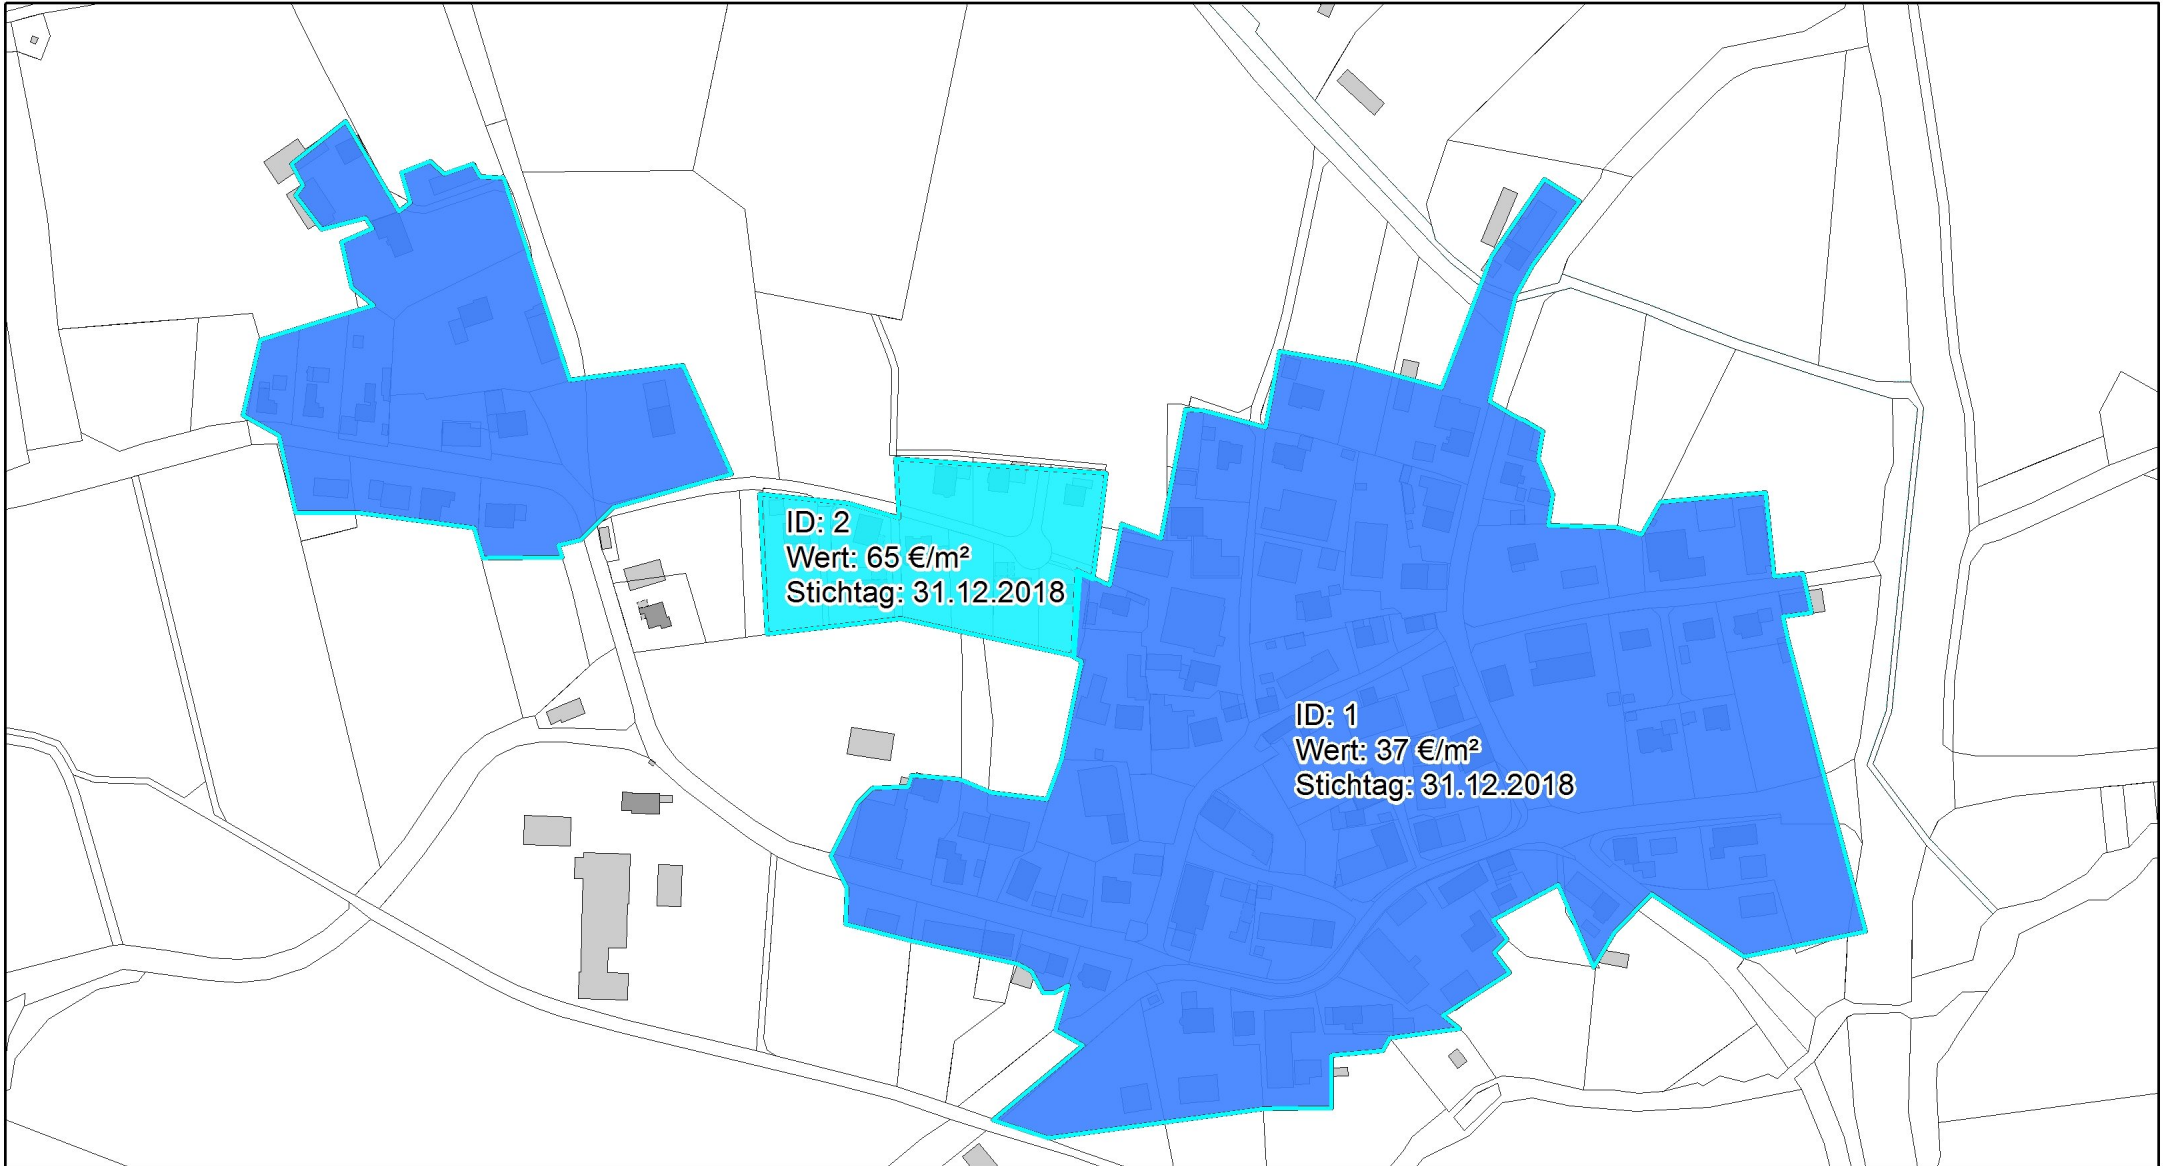 ID: 2
Wert: 65 €/m²
Stichtag: 31.12.2018
ID: 1
Wert: 37 €/m²
Stichtag: 31.12.2018